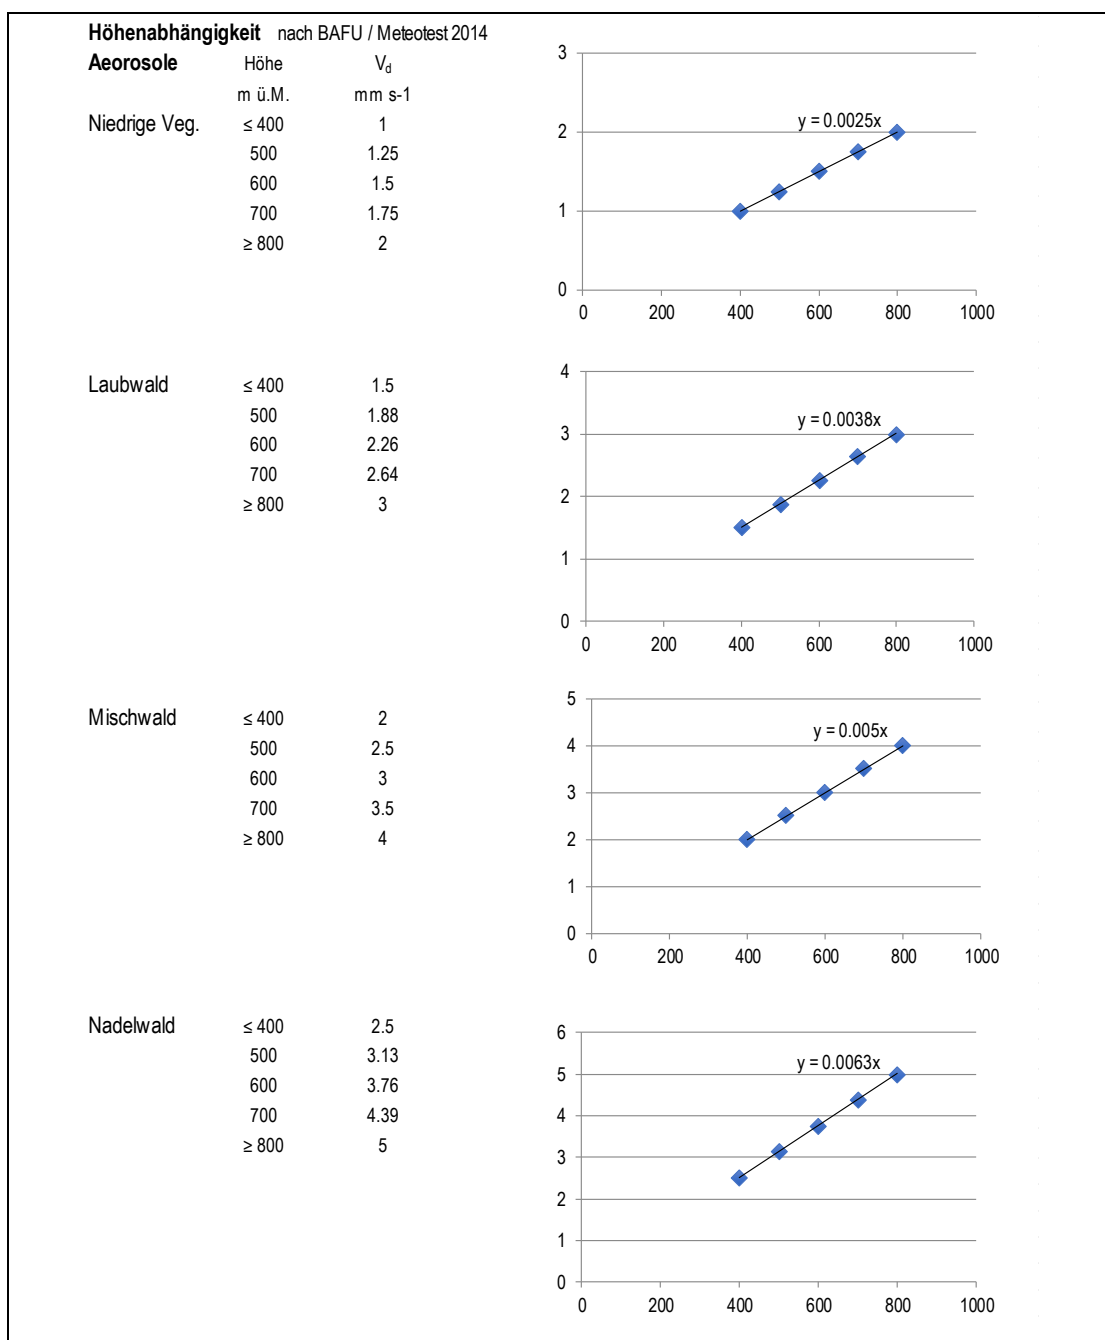 Höhenabhängigkeit nach BAFU / Meteotest 2014
Aeorosole Höhe Vd
m ü.M. mm s-1
Niedrige Veg. ≤ 400 1
500 1.25
600 1.5
700 1.75
≥ 800 2
3
2
1
0
y = 0.0025x
0 200 400 600 800 1000
Laubwald ≤ 400 1.5
500 1.88
600 2.26
700 2.64
≥ 800 3
4
3
2
1
0
y = 0.0038x
0 200 400 600 800 1000
Mischwald ≤ 400 2
500 2.5
600 3
700 3.5
≥ 800 4
5
4
3
2
1
0
y = 0.005x
0 200 400 600 800 1000
Nadelwald ≤ 400 2.5
500 3.13
600 3.76
700 4.39
≥ 800 5
6
5
4
3
2
1
0
y = 0.0063x
0 200 400 600 800 1000